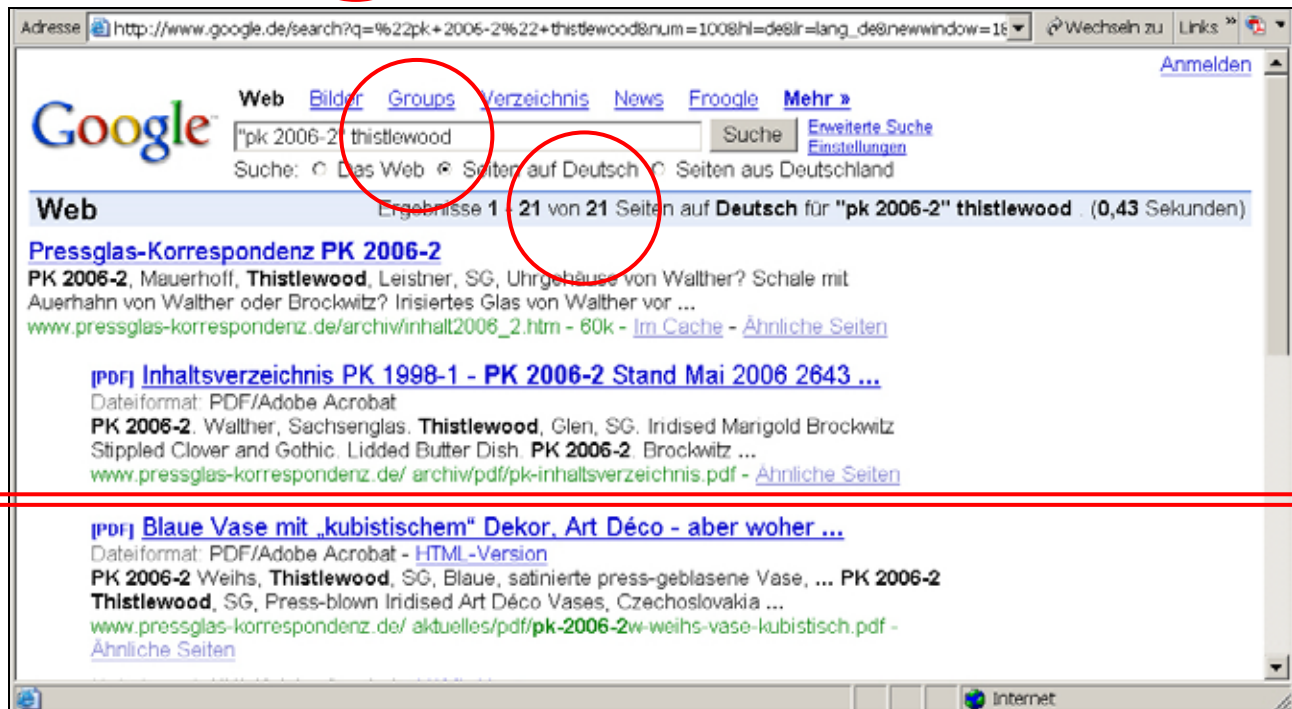 Adresse http://www.google.de/search?q=%22pk+2006-2%22+thistlewood&num=100&hl=de&lr=lang_de&newwindow=18 Wechseln zu Links »
Anmelden
Google Web Bilder Groups Verzeichnis News Froogle Mehr »
"pk 2006-2" thistlewood Suche Erweiterte Suche
Einstellungen
Suche: Das Web Seiten auf Deutsch Seiten aus Deutschland
Web Ergebnisse 1 - 21 von 21 Seiten auf Deutsch für "pk 2006-2" thistlewood . (0,43 Sekunden)
Pressglas-Korrespondenz PK 2006-2
PK 2006-2, Mauerhoff, Thistlewood, Leistner, SG, Uhrgehäuse von Walther? Schale mit
Auerhahn von Walther oder Brockwitz? Irisiertes Glas von Walther vor ...
www.pressglas-korrespondenz.de/archiv/inhalt2006_2.htm - 60k - Im Cache - Ähnliche Seiten
[PDF] Inhaltsverzeichnis PK 1998-1 - PK 2006-2 Stand Mai 2006 2643 ...
Dateiformat: PDF/Adobe Acrobat
PK 2006-2. Walther, Sachsenglas. Thistlewood, Glen, SG. Iridised Marigold Brockwitz
Stippled Clover and Gothic. Lidded Butter Dish. PK 2006-2. Brockwitz ...
www.pressglas-korrespondenz.de/ archiv/pdf/pk-inhaltsverzeichnis.pdf - Ähnliche Seiten
[PDF] Blaue Vase mit „kubistischem“ Dekor, Art Déco - aber woher ...
Dateiformat: PDF/Adobe Acrobat - HTML-Version
PK 2006-2 Weihs, Thistlewood, SG, Blaue, satinierte press-geblasene Vase, ... PK 2006-2
Thistlewood, SG, Press-blown Iridised Art Déco Vases, Czechoslovakia ...
www.pressglas-korrespondenz.de/ aktuelles/pdf/pk-2006-2w-weihs-vase-kubistisch.pdf -
Ähnliche Seiten
Internet